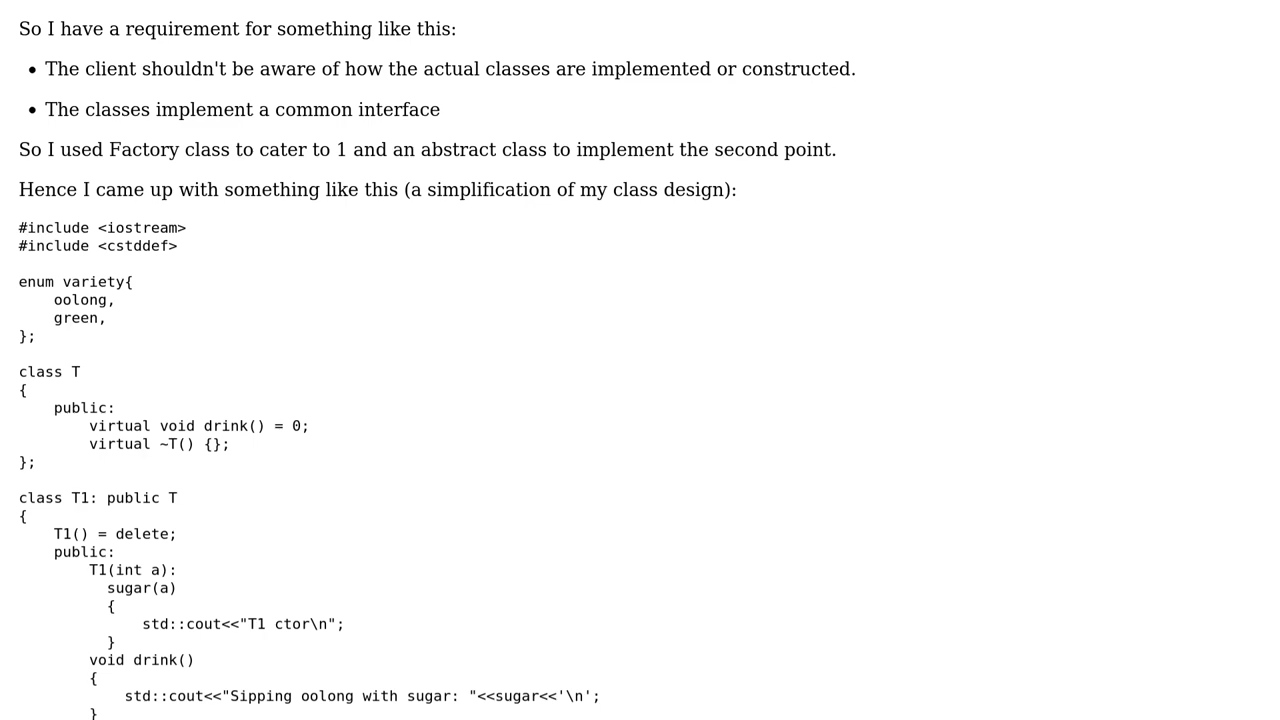 So I have a requirement for something like this:
• The client shouldn't be aware of how the actual classes are implemented or constructed.
• The classes implement a common interface
So I used Factory class to cater to 1 and an abstract class to implement the second point.
Hence I came up with something like this (a simplification of my class design):
#include <iostream>
#include <cstddef>
enum variety{
    oolong,
    green,
};
class T
{
    public:
        virtual void drink() = 0;
        virtual ~T() {};
};
class T1: public T
{
    T1() = delete;
    public:
        T1(int a):
          sugar(a)
          {
              std::cout<<"T1 ctor\n";
          }
        void drink()
        {
            std::cout<<"Sipping oolong with sugar: "<<sugar<<'\n';
        }